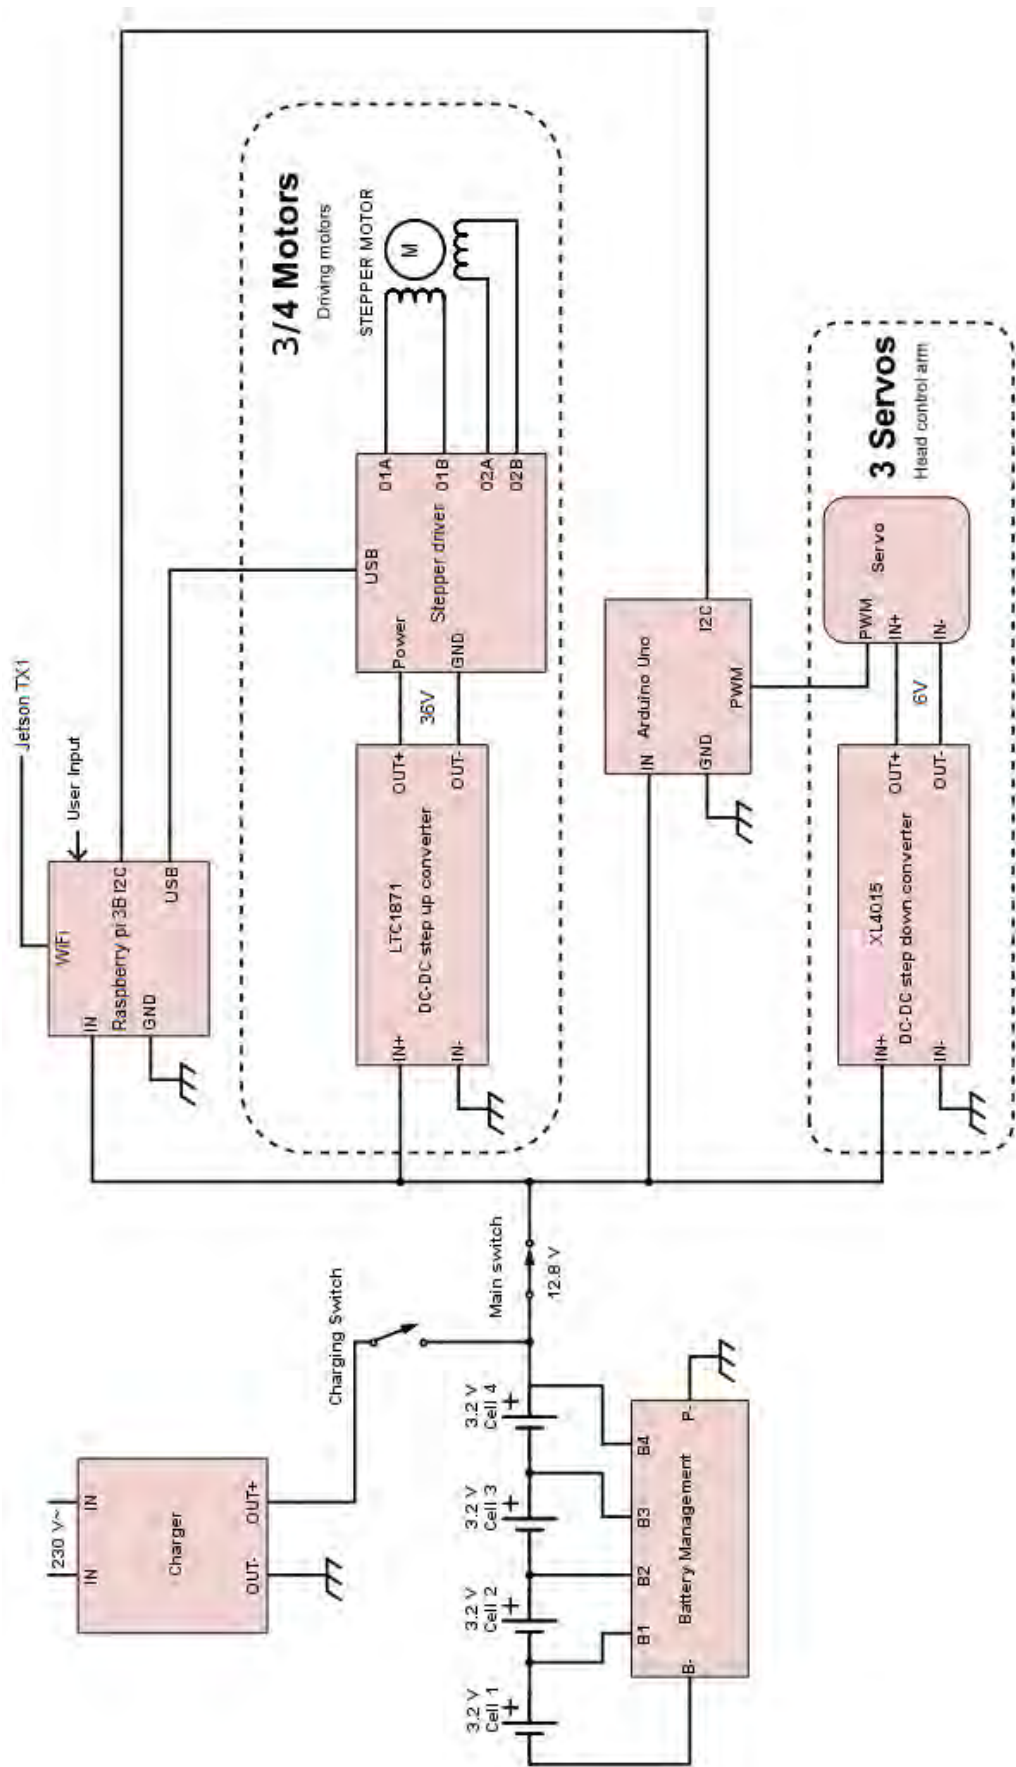 230 V~
IN
IN
Charger
OUT-
OUT+
Charging Switch
3.2 V
Cell 1
+
3.2 V
Cell 2
+
3.2 V
Cell 3
+
3.2 V
Cell 4
+
B-
B1
B2
B3
B4
P-
Battery Management
Main switch
12.8 V
Jetson TX1
User Input
WiFi
IN
Raspberry pi 3B
I2C
GND
USB
3/4 Motors
Driving motors
STEPPER MOTOR
M
LTC1871
DC-DC step up converter
IN+
IN-
OUT+
OUT-
36V
USB
Power
Stepper driver
GND
01A
01B
02A
02B
Arduino Uno
IN
GND
I2C
PWM
3 Servos
Head control arm
XL4015
DC-DC step down converter
IN+
IN-
OUT+
OUT-
6V
Servo
PWM
IN+
IN-